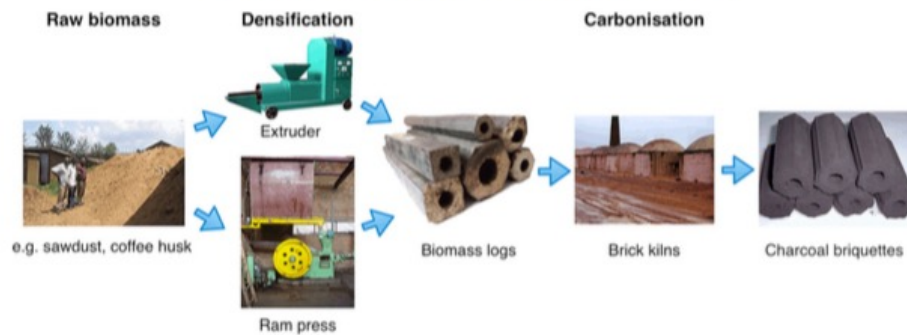 Raw biomass
Densification
Carbonisation
Extruder
e.g. sawdust, coffee husk
Biomass logs
Brick kilns
Charcoal briquettes
Ram press